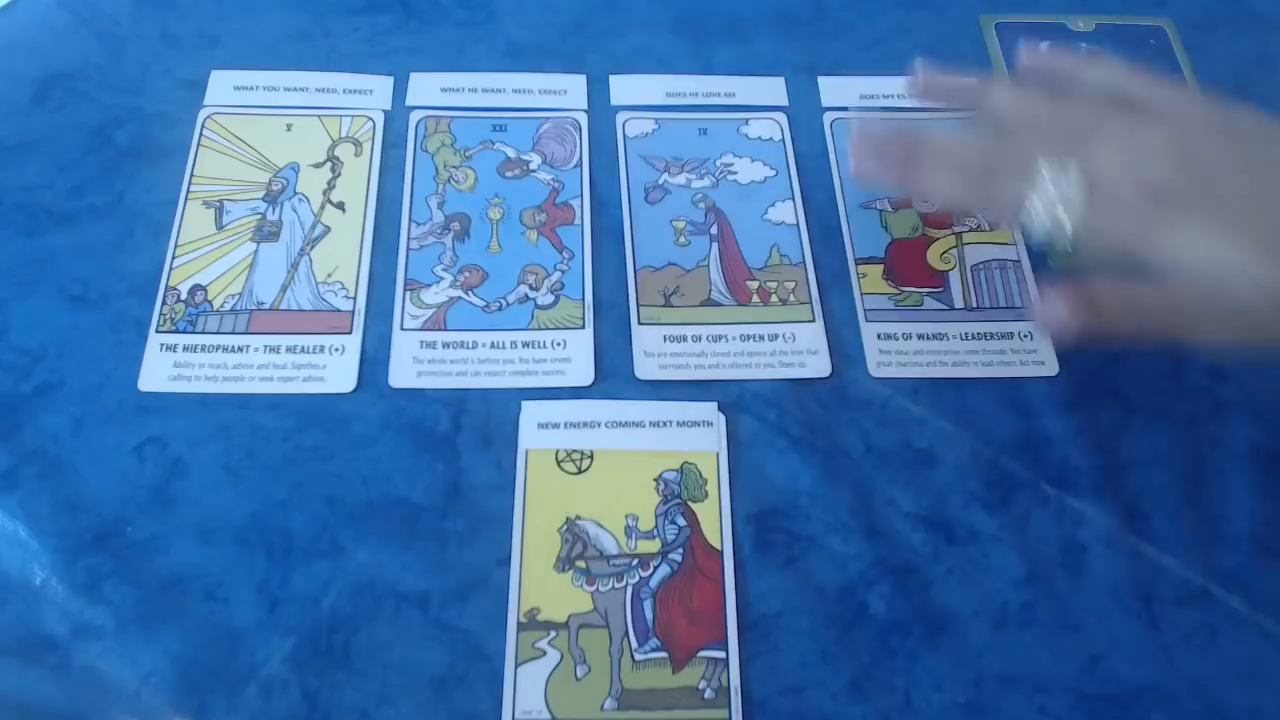 WHAT YOU WANT, NEED, EXPECT
WHAT HE WANT, NEED, EXPECT
DOES HE LOVE ME
DOES MY EX
V
XXI
IV
THE HIEROPHANT = THE HEALER (+)
Ability to teach, advise and heal. Signifies a
calling to help people or seek expert advice.
THE WORLD = ALL IS WELL (+)
The whole world is before you. You have cosmic
protection and can expect complete success.
FOUR OF CUPS = OPEN UP (-)
You are emotionally closed and ignore all the love that
surrounds you and is offered to you. Open up.
KING OF WANDS = LEADERSHIP (+)
New ideas and enterprises come through. You have
great charisma and the ability to lead others. Act now.
NEW ENERGY COMING NEXT MONTH